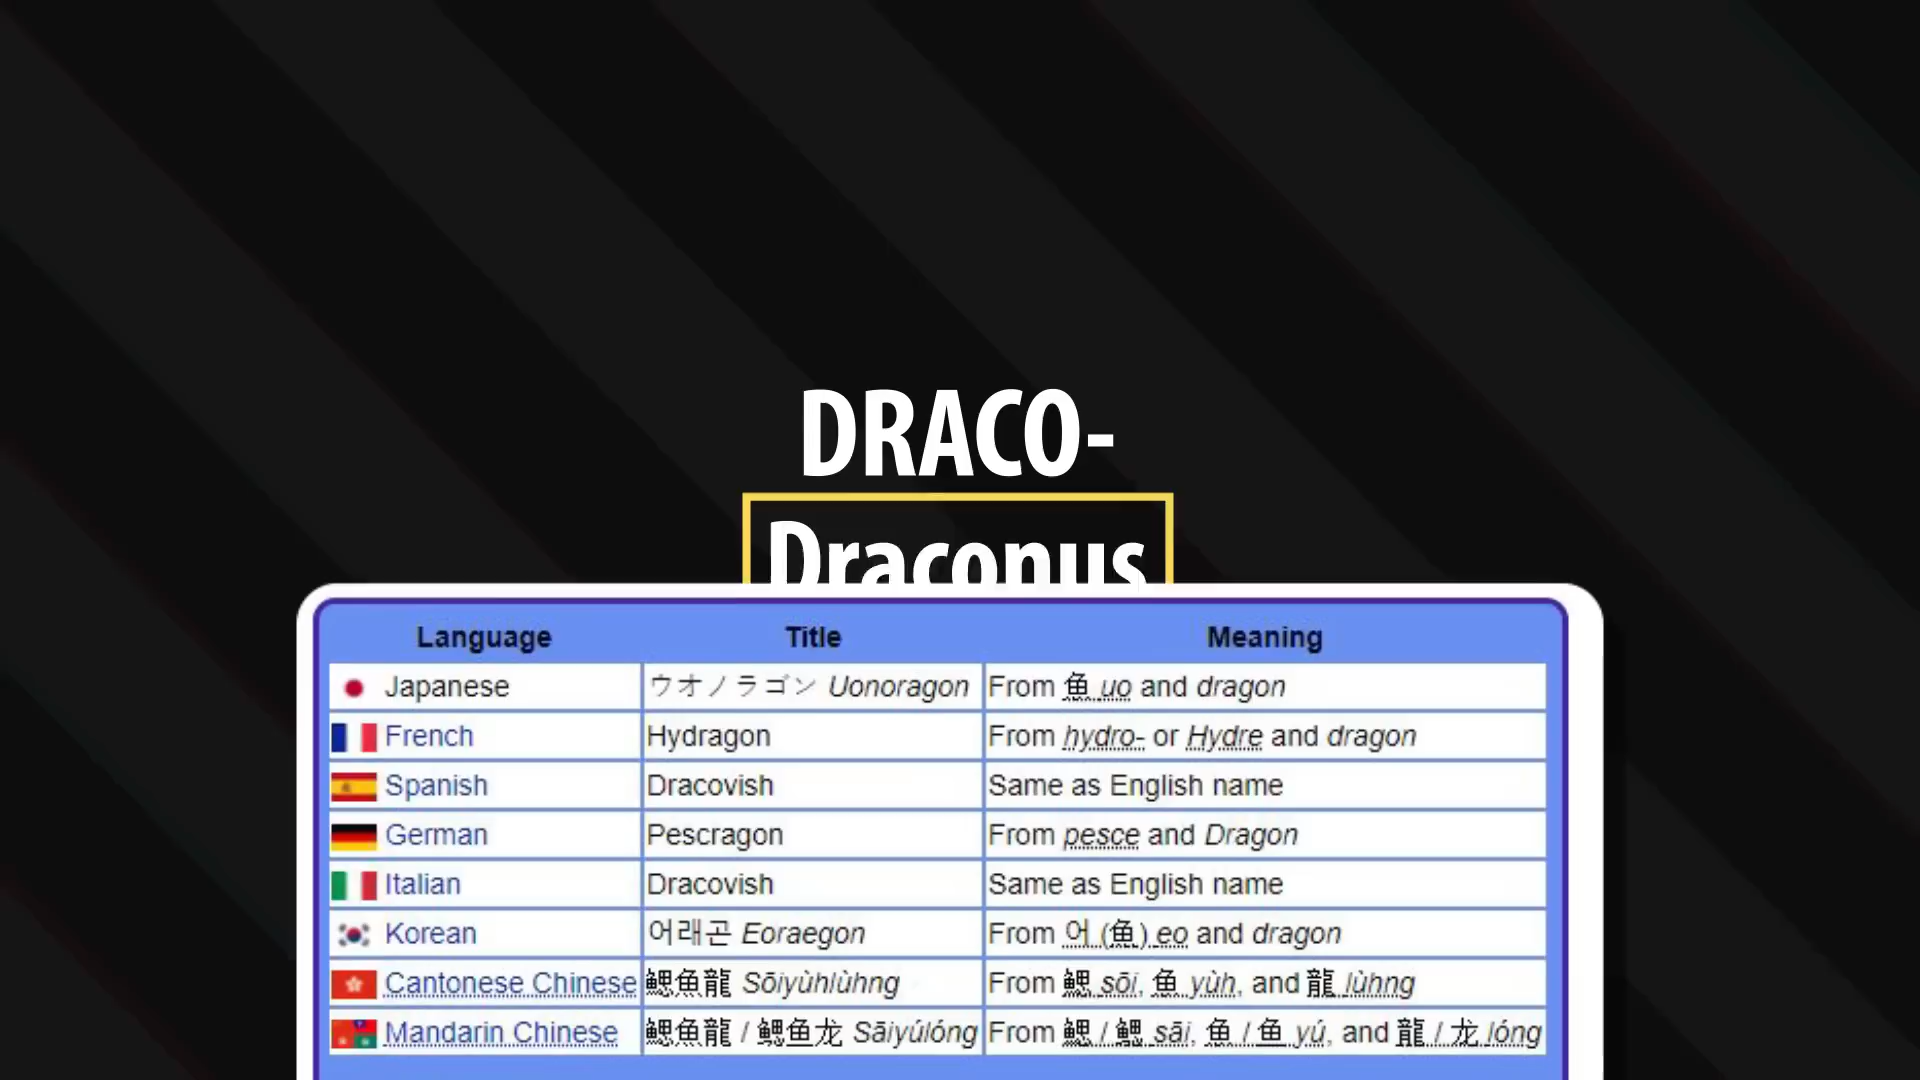 DRACO-
Draconus
Language Title Meaning
Japanese ウオノラゴン Uonoragon From 魚 uo and dragon
French Hydragon From hydro- or Hydre and dragon
Spanish Dracovish Same as English name
German Pescragon From pesce and Dragon
Italian Dracovish Same as English name
Korean 어래곤 Eoraegon From 어 (魚) eo and dragon
Cantonese Chinese 鰓魚龍 Sōiyùhlùhng From 鰓 sōi, 魚 yùh, and 龍 lùhng
Mandarin Chinese 鰓魚龍 / 鳃鱼龙 Sāiyúlóng From 鰓 / 鳃 sāi, 魚 / 鱼 yú, and 龍 / 龙 lóng